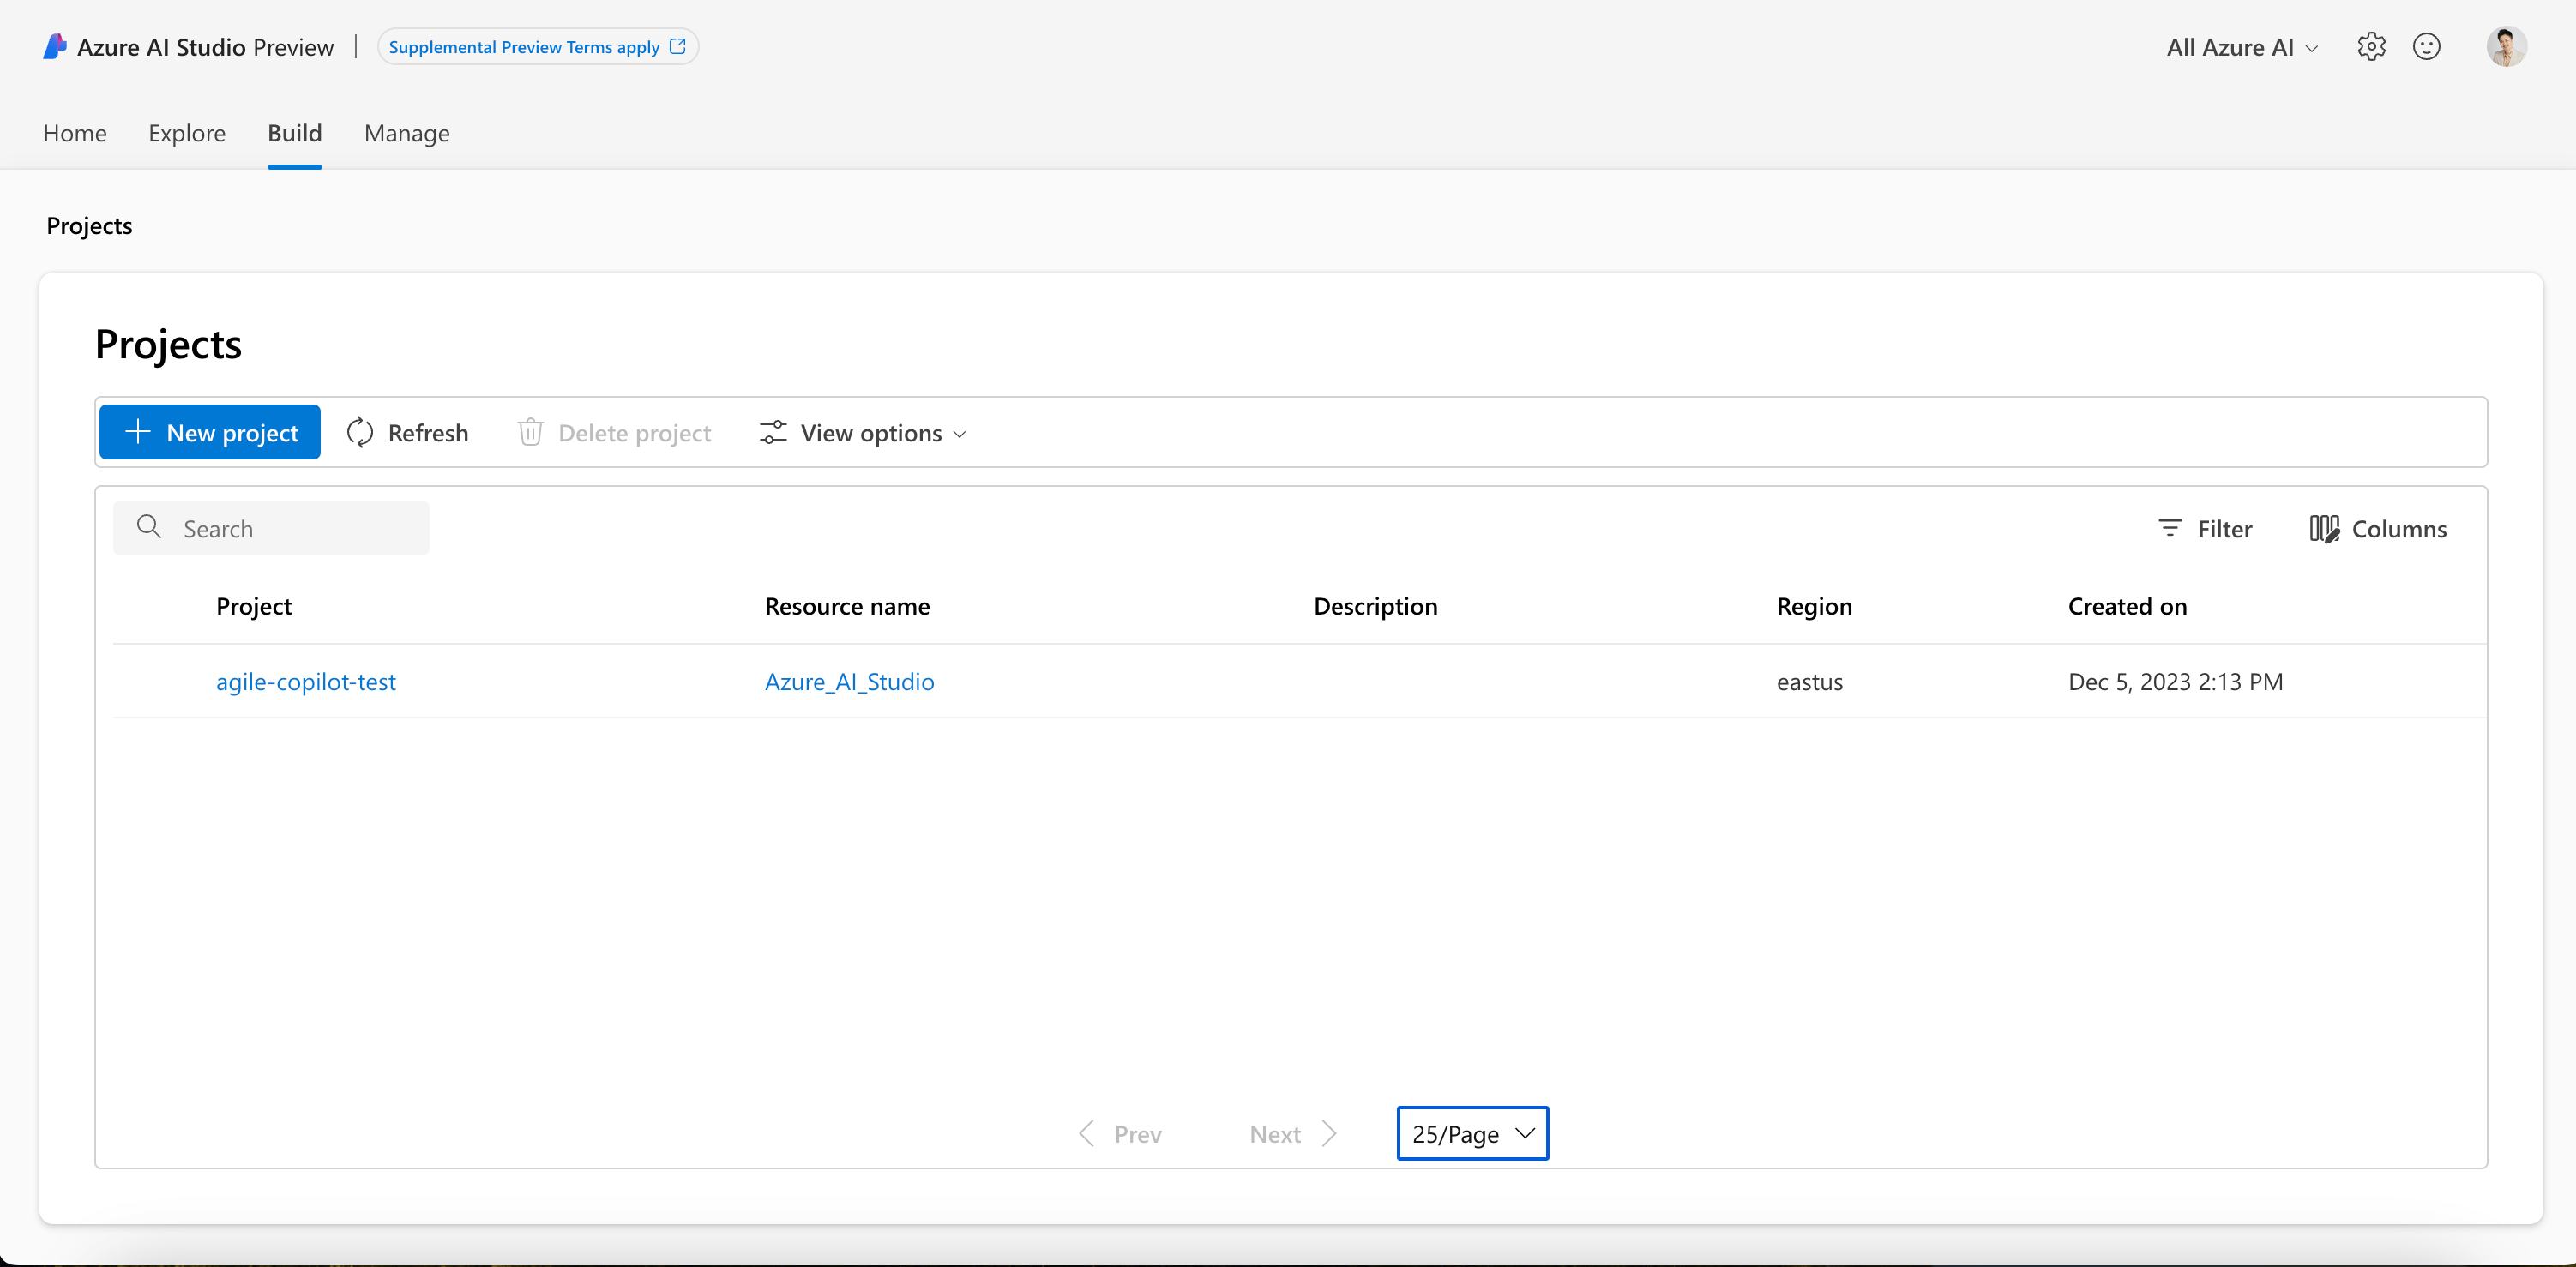 Azure AI Studio Preview | Supplemental Preview Terms apply All Azure AI
Home Explore Build Manage
Projects
Projects
New project Refresh Delete project View options
Search Filter Columns
Project Resource name Description Region Created on
agile-copilot-test Azure_AI_Studio eastus Dec 5, 2023 2:13 PM
Prev Next 25/Page